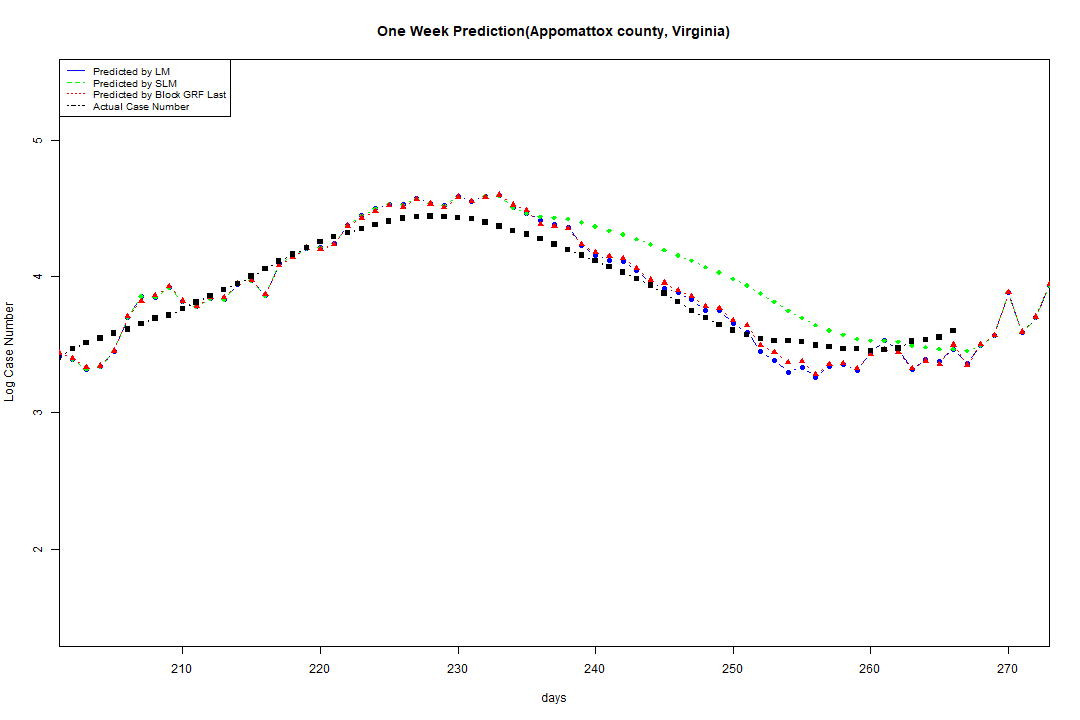 One Week Prediction(Appomattox county, Virginia)
Predicted by LM
Predicted by SLM
Predicted by Block GRF Last
Actual Case Number
5
4
3
2
Log Case Number
210 220 230 240 250 260 270
days